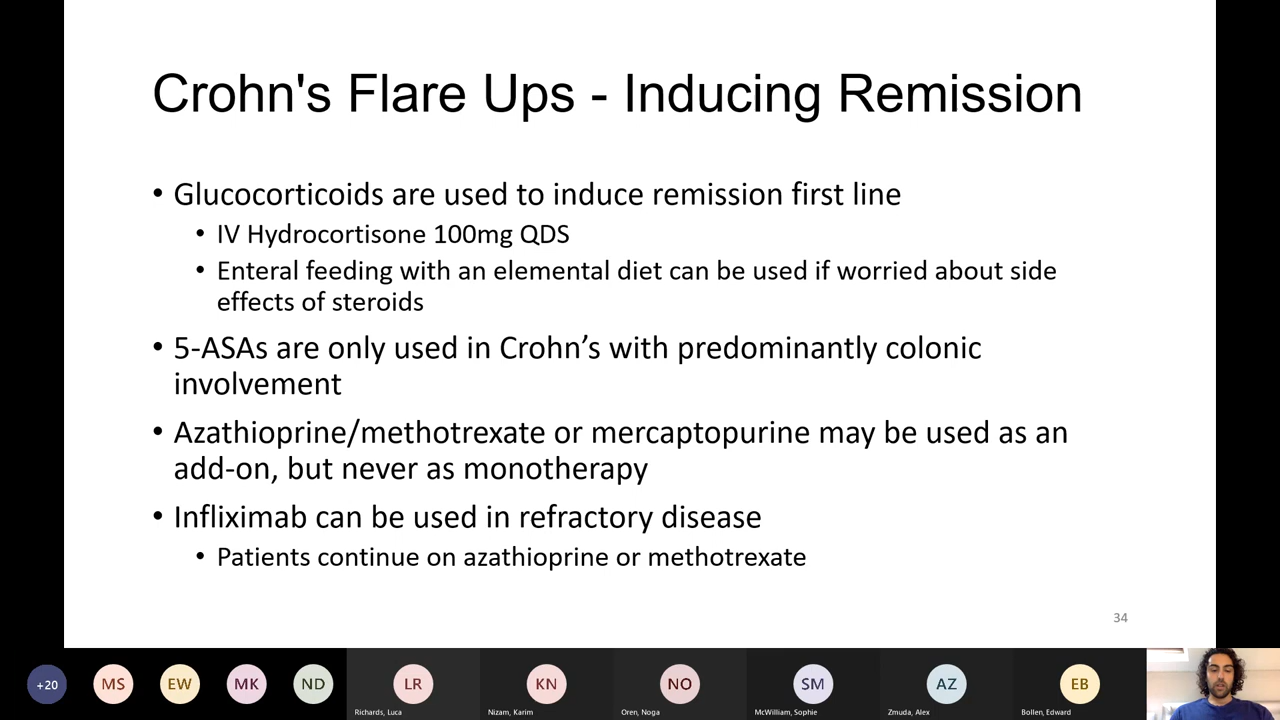 Crohn's Flare Ups - Inducing Remission
• Glucocorticoids are used to induce remission first line
• IV Hydrocortisone 100mg QDS
• Enteral feeding with an elemental diet can be used if worried about side
effects of steroids
• 5-ASAs are only used in Crohn’s with predominantly colonic
involvement
• Azathioprine/methotrexate or mercaptopurine may be used as an
add-on, but never as monotherapy
• Infliximab can be used in refractory disease
• Patients continue on azathioprine or methotrexate
34
+20 MS EW MK ND LR KN NO SM AZ EB
Richards, Luca Nizam, Karim Oren, Noga McWilliam, Sophie Zmuda, Alex Bollen, Edward